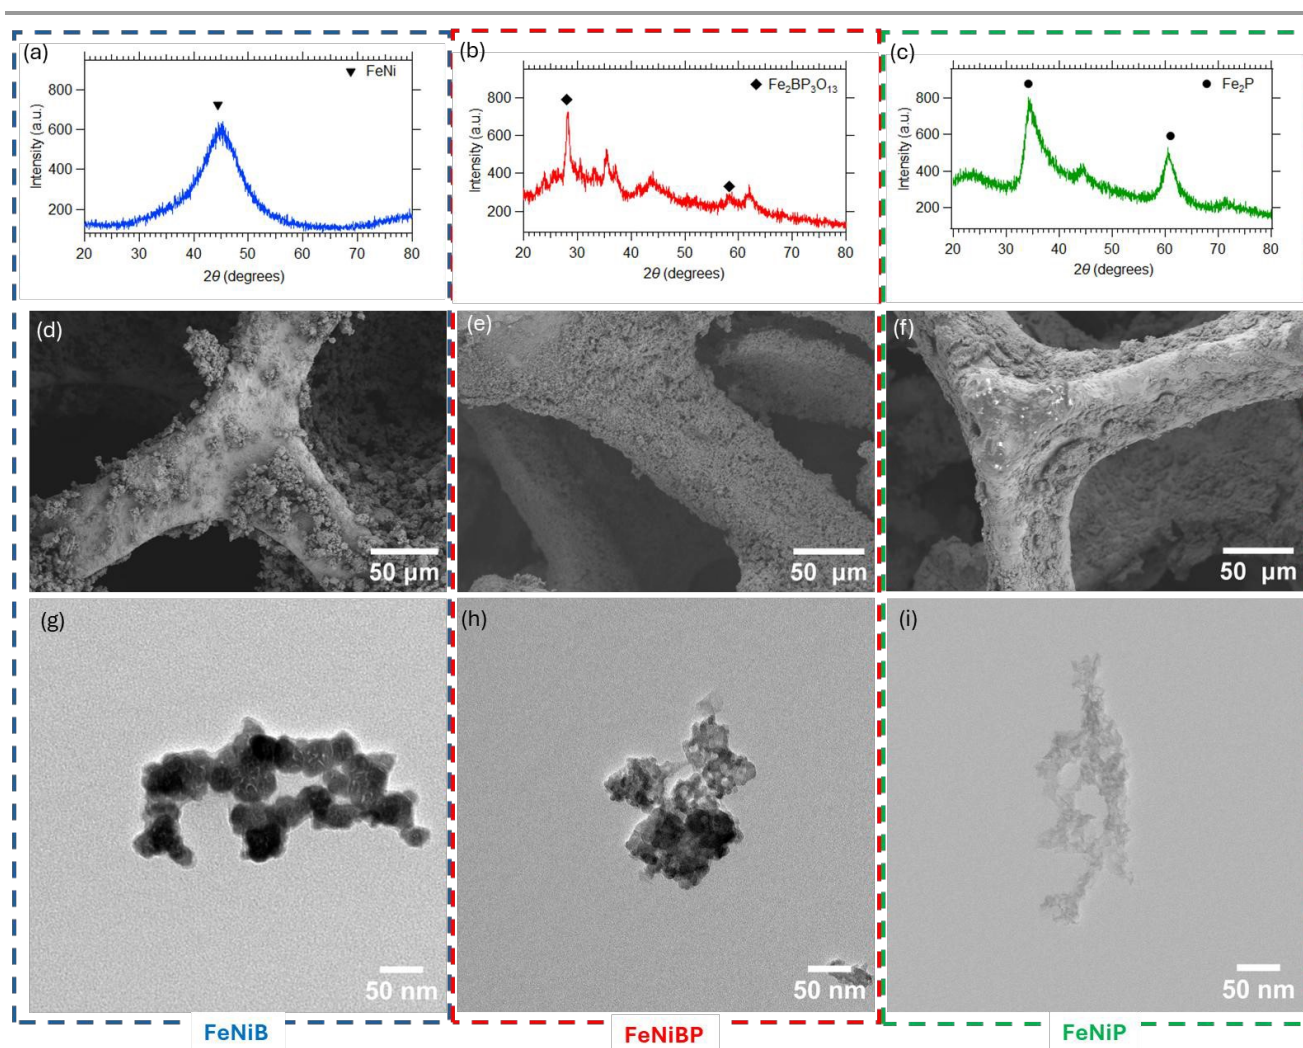 (a)
▼ FeNi
Intensity (a.u.)
800
600
400
200
20 30 40 50 60 70 80
2θ (degrees)
(b)
◆ Fe₂BP₃O₁₃
Intensity (a.u.)
800
600
400
200
20 30 40 50 60 70 80
2θ (degrees)
(c)
● Fe₂P
Intensity (a.u.)
800
600
400
200
20 30 40 50 60 70 80
2θ (degrees)
(d)
50 µm
(e)
50 µm
(f)
50 µm
(g)
50 nm
(h)
50 nm
(i)
50 nm
FeNiB
FeNiBP
FeNiP